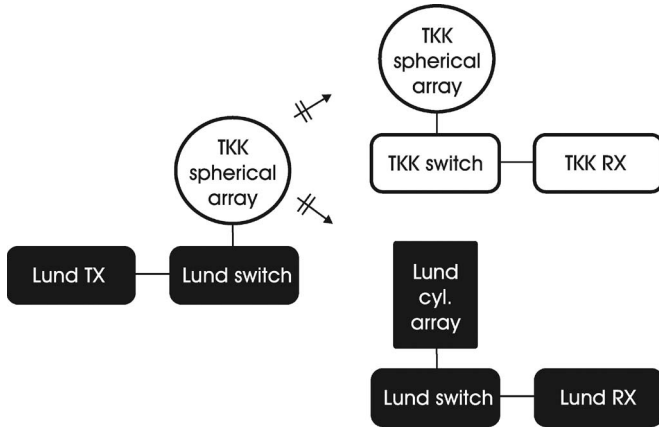 TKK
spherical
array
TKK switch
TKK RX
TKK
spherical
array
Lund TX
Lund switch
Lund
cyl.
array
Lund switch
Lund RX